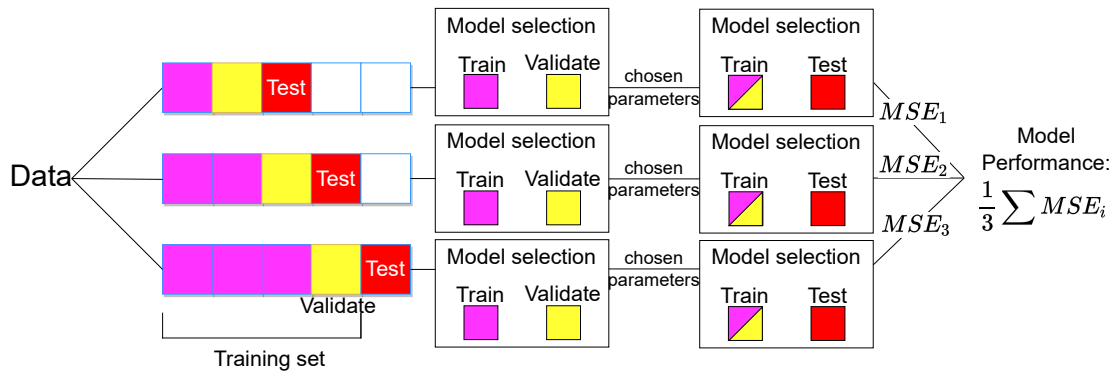 Data
Test
Model selection
Train Validate
chosen
parameters
Model selection
Train Test
MSE₁
Test
Model selection
Train Validate
chosen
parameters
Model selection
Train Test
MSE₂
Test
Validate
Training set
Model selection
Train Validate
chosen
parameters
Model selection
Train Test
MSE₃
Model
Performance:
1/3 ∑ MSEᵢ